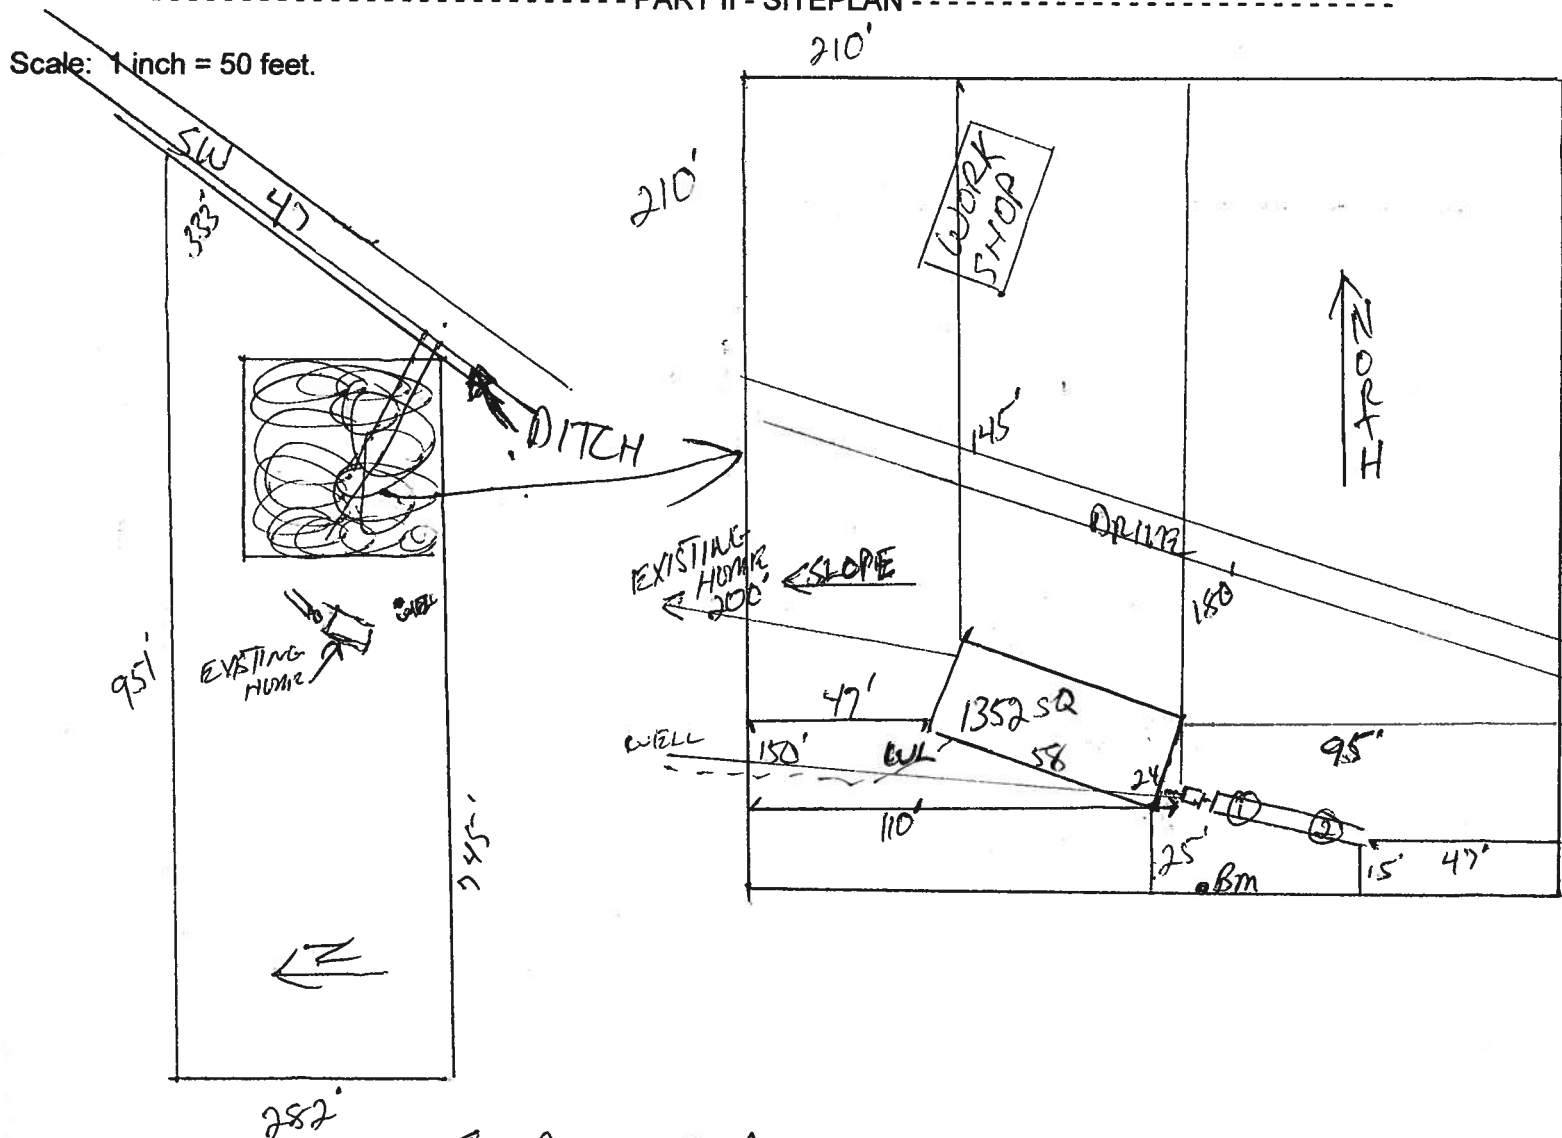 PART II - SITEPLAN
Scale: 1 inch = 50 feet.
210'
SW 47
333'
210'
WORK
SHOP
NORTH
145'
DITCH
DRIVE
180'
EXISTING
HOME
200'
SLOPE
WELL
EXISTING
HOME
951'
47'
1352 SQ
58
24
WELL
150'
WL
95'
110'
1
2
25'
BM
15'
47'
745'
N
282'